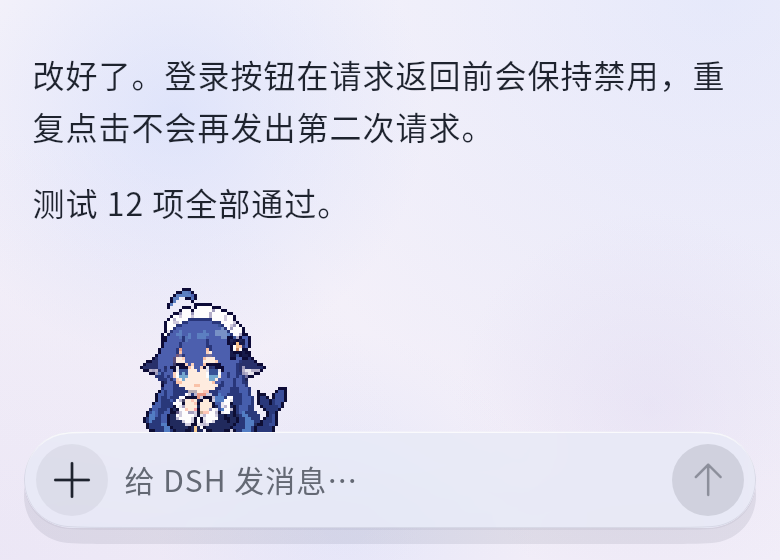 改好了。登录按钮在请求返回前会保持禁用，重
复点击不会再发出第二次请求。
测试 12 项全部通过。
给 DSH 发消息…